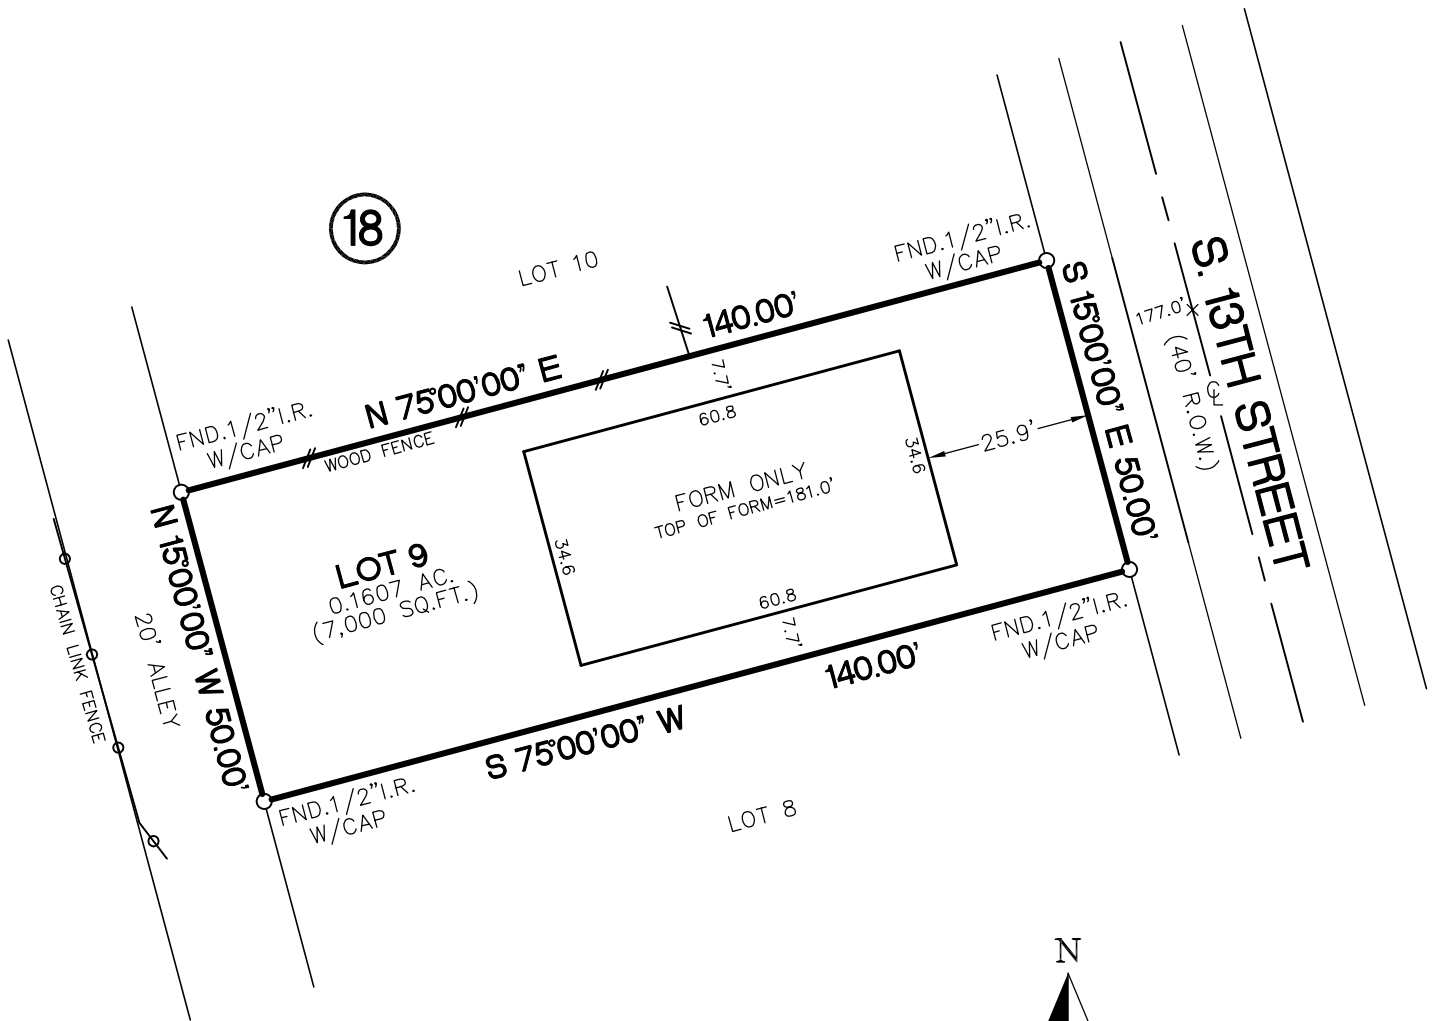 18
LOT 10
FND.1/2"I.R.
W/CAP
140.00'
N 75°00'00" E
FND.1/2"I.R.
W/CAP
WOOD FENCE
S 15°00'00" E 50.00'
177.0'x
S. 13TH STREET
(40' R.O.W.)
℄
7.7'
60.8
34.6
25.9'
FORM ONLY
TOP OF FORM=181.0'
34.6
60.8
7.7'
LOT 9
0.1607 AC.
(7,000 SQ.FT.)
N 15°00'00" W 50.00'
20' ALLEY
CHAIN LINK FENCE
FND.1/2"I.R.
W/CAP
140.00'
S 75°00'00" W
FND.1/2"I.R.
W/CAP
LOT 8
N